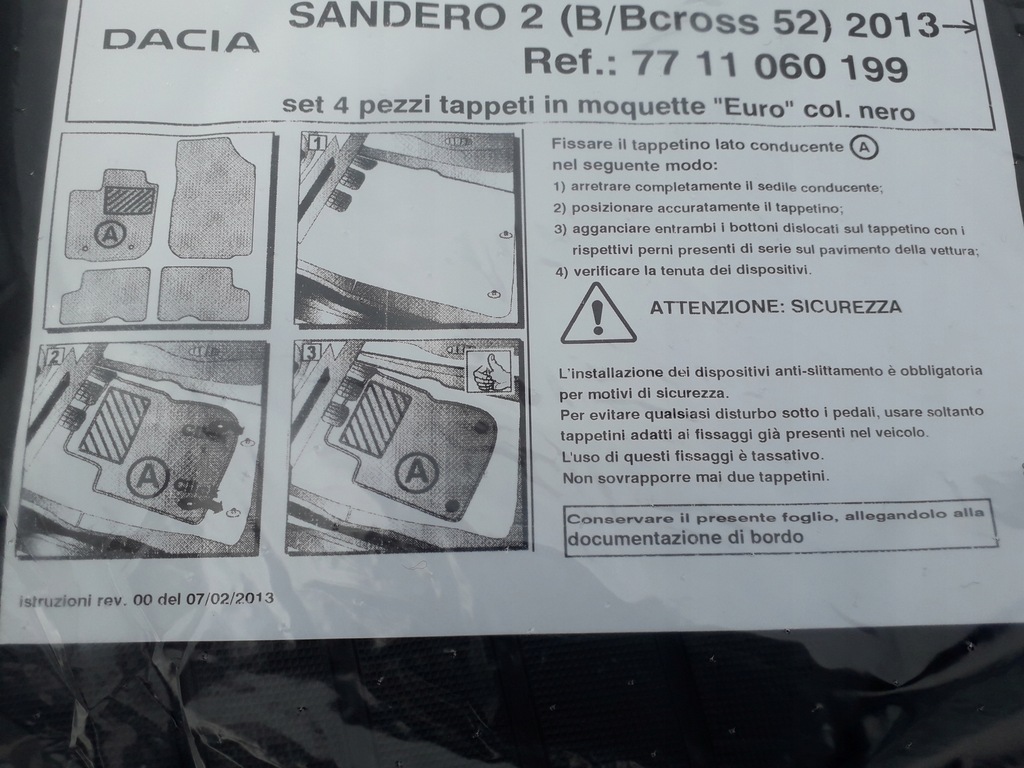 DACIA
SANDERO 2 (B/Bcross 52) 2013→
Ref.: 77 11 060 199
set 4 pezzi tappeti in moquette "Euro" col. nero
A
1
2
A
3
A
Fissare il tappetino lato conducente A
nel seguente modo:
1) arretrare completamente il sedile conducente;
2) posizionare accuratamente il tappetino;
3) agganciare entrambi i bottoni dislocati sul tappetino con i
rispettivi perni presenti di serie sul pavimento della vettura;
4) verificare la tenuta dei dispositivi.
ATTENZIONE: SICUREZZA
L'installazione dei dispositivi anti-slittamento è obbligatoria
per motivi di sicurezza.
Per evitare qualsiasi disturbo sotto i pedali, usare soltanto
tappetini adatti ai fissaggi già presenti nel veicolo.
L'uso di questi fissaggi è tassativo.
Non sovrapporre mai due tappetini.
Conservare il presente foglio, allegandolo alla
documentazione di bordo
istruzioni rev. 00 del 07/02/2013